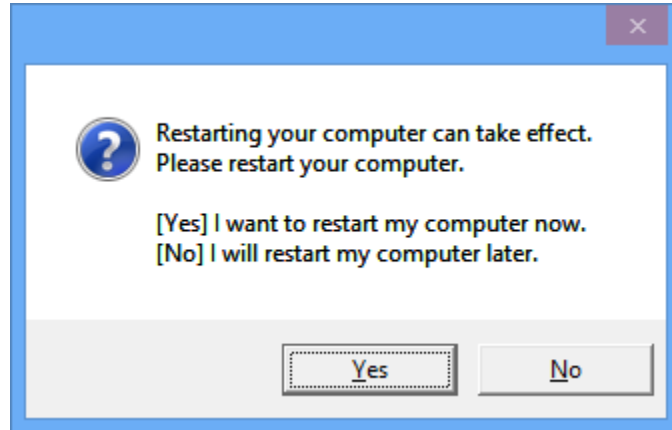 Restarting your computer can take effect.
Please restart your computer.
[Yes] I want to restart my computer now.
[No] I will restart my computer later.
Yes
No